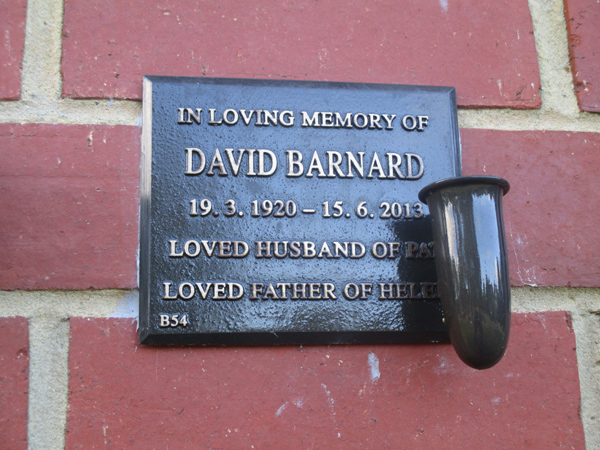 IN LOVING MEMORY OF
DAVID BARNARD
19. 3. 1920 – 15. 6. 2013
LOVED HUSBAND OF
LOVED FATHER OF
B54